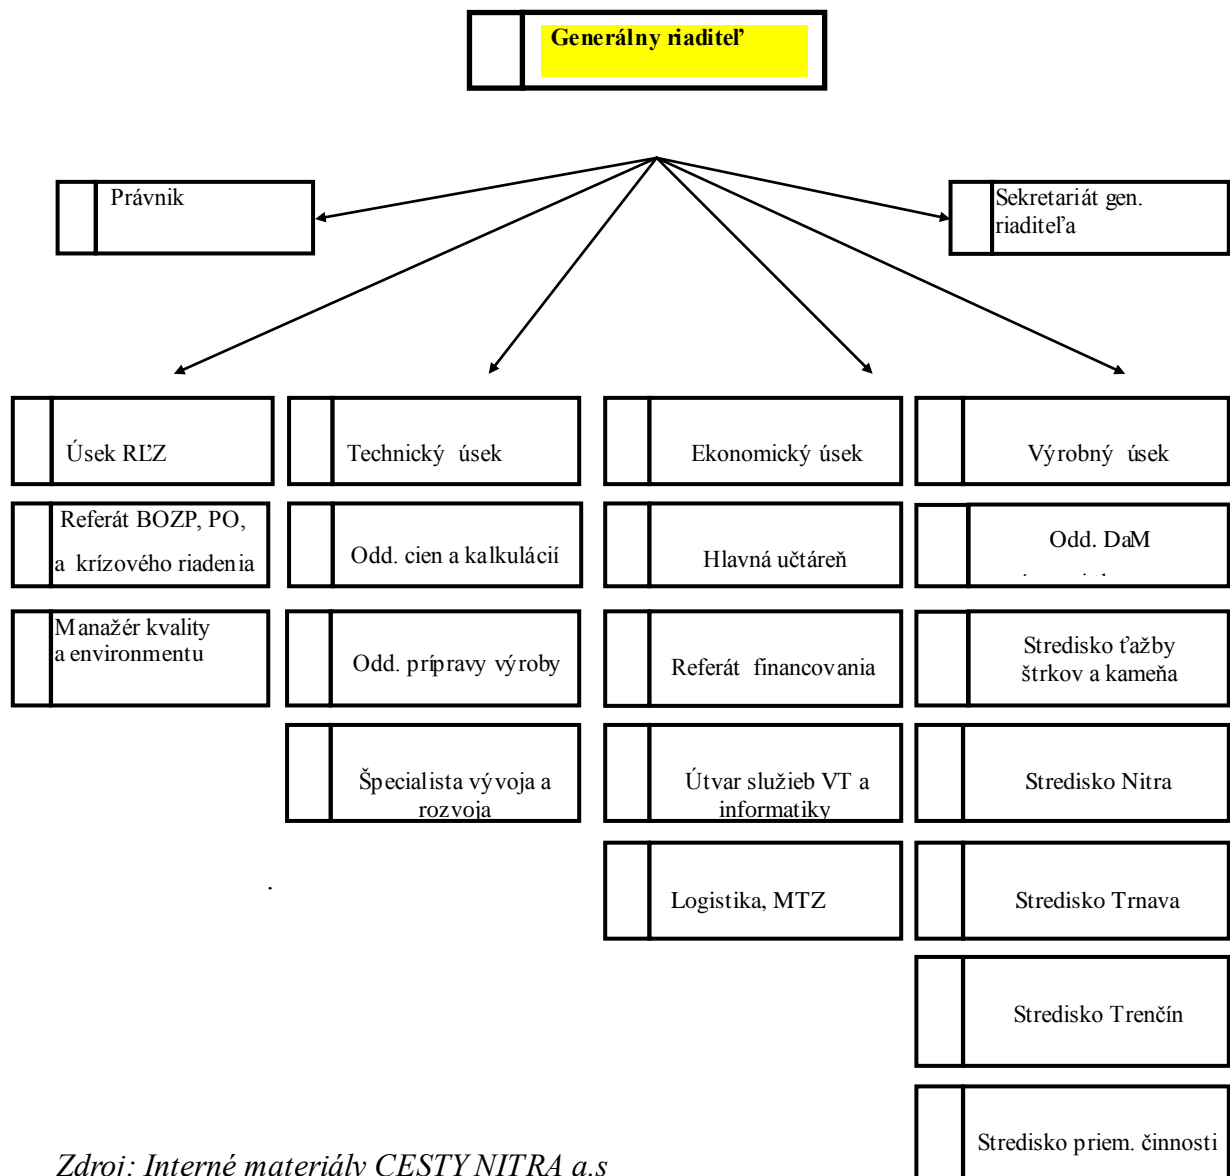 Generálny riaditeľ
Právnik
Sekretariát gen.
riaditeľa
Úsek RĽZ
Technický úsek
Ekonomický úsek
Výrobný úsek
Referát BOZP, PO,
a krízového riadenia
Odd. cien a kalkulácií
Hlavná učtáreň
Odd. DaM
Manažér kvality
a environmentu
Odd. prípravy výroby
Referát financovania
Stredisko ťažby
štrkov a kameňa
Špecialista vývoja a
rozvoja
Útvar služieb VT a
informatiky
Stredisko Nitra
.
Logistika, MTZ
Stredisko Trnava
Stredisko Trenčín
Stredisko priem. činnosti
Zdroj: Interné materiály CESTY NITRA a.s